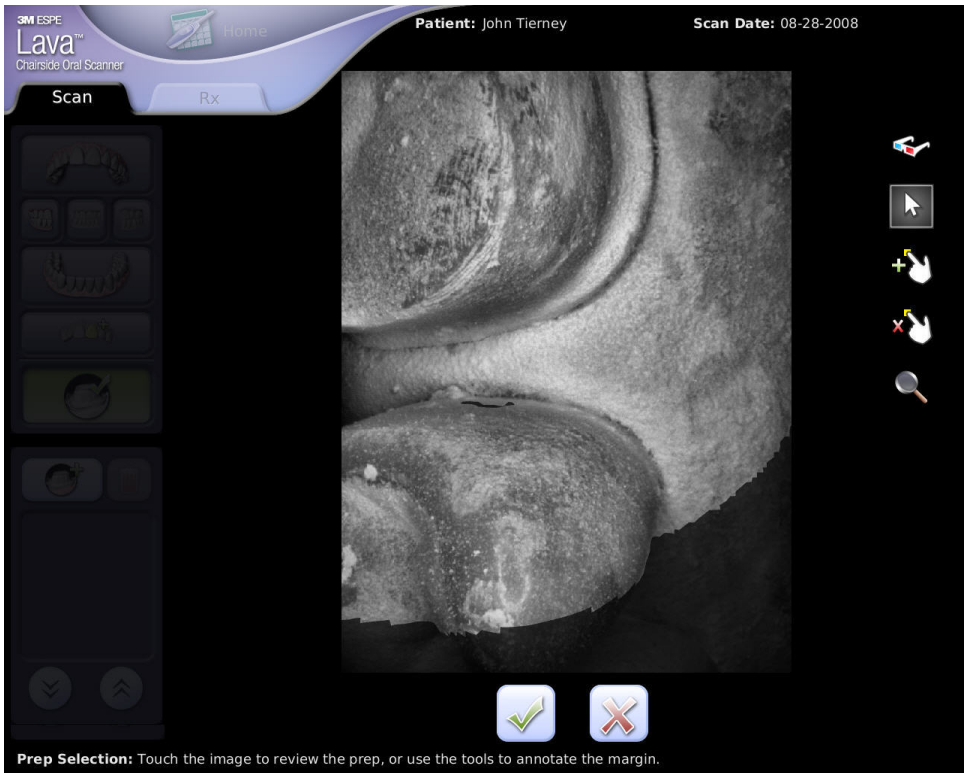 3M ESPE
Lava™
Chairside Oral Scanner
Home
Patient: John Tierney
Scan Date: 08-28-2008
Scan
Rx
Prep Selection: Touch the image to review the prep, or use the tools to annotate the margin.